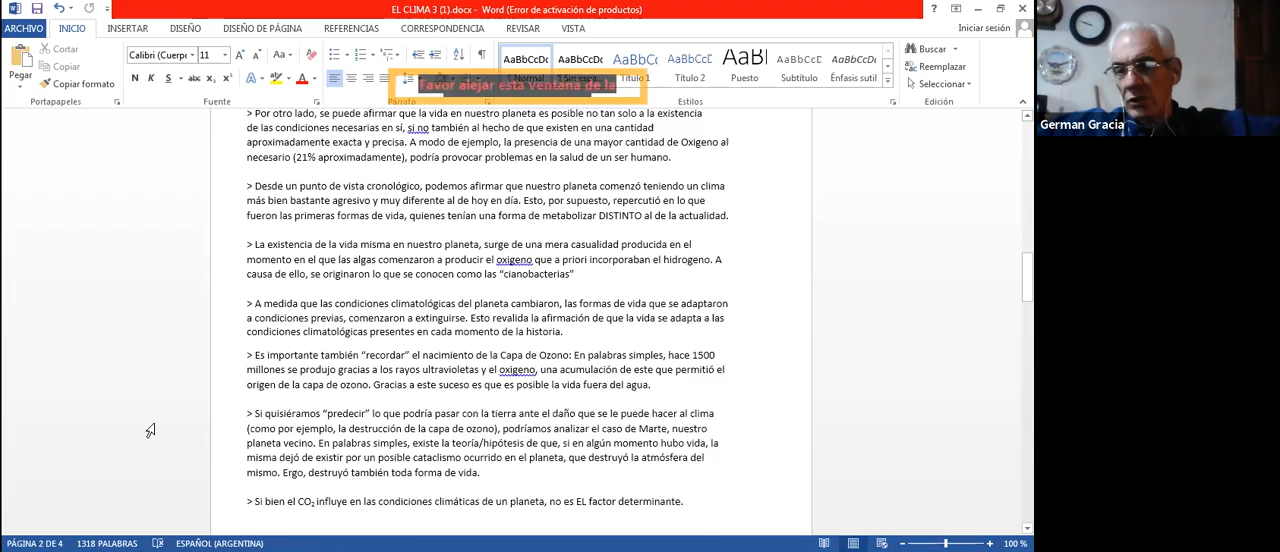 EL CLIMA 3 (1).docx - Word (Error de activación de productos)
ARCHIVO INICIO INSERTAR DISEÑO DISEÑO DE PÁGINA REFERENCIAS CORRESPONDENCIA REVISAR VISTA Iniciar sesión
Pegar
Cortar
Copiar
Copiar formato
Portapapeles
Calibri (Cuerpo 11
N K S abc x₂ x²
Fuente
Párrafo
Favor alejar esta ventana de la
AaBbCcDc AaBbCcDc AaBbCc AaBbCcC AaBl AaBbCcD AaBbCcDc
¶ Normal ¶ Sin espa... Título 1 Título 2 Puesto Subtítulo Énfasis sutil
Estilos
Buscar
Reemplazar
Seleccionar
Edición
German Gracia
> Por otro lado, se puede afirmar que la vida en nuestro planeta es posible no tan solo a la existencia
de las condiciones necesarias en sí, si no también al hecho de que existen en una cantidad
aproximadamente exacta y precisa. A modo de ejemplo, la presencia de una mayor cantidad de Oxigeno al
necesario (21% aproximadamente), podría provocar problemas en la salud de un ser humano.
> Desde un punto de vista cronológico, podemos afirmar que nuestro planeta comenzó teniendo un clima
más bien bastante agresivo y muy diferente al de hoy en día. Esto, por supuesto, repercutió en lo que
fueron las primeras formas de vida, quienes tenían una forma de metabolizar DISTINTO al de la actualidad.
> La existencia de la vida misma en nuestro planeta, surge de una mera casualidad producida en el
momento en el que las algas comenzaron a producir el oxigeno que a priori incorporaban el hidrogeno. A
causa de ello, se originaron lo que se conocen como las “cianobacterias”
> A medida que las condiciones climatológicas del planeta cambiaron, las formas de vida que se adaptaron
a condiciones previas, comenzaron a extinguirse. Esto revalida la afirmación de que la vida se adapta a las
condiciones climatológicas presentes en cada momento de la historia.
> Es importante también “recordar” el nacimiento de la Capa de Ozono: En palabras simples, hace 1500
millones se produjo gracias a los rayos ultravioletas y el oxigeno, una acumulación de este que permitió el
origen de la capa de ozono. Gracias a este suceso es que es posible la vida fuera del agua.
> Si quisiéramos “predecir” lo que podría pasar con la tierra ante el daño que se le puede hacer al clima
(como por ejemplo, la destrucción de la capa de ozono), podríamos analizar el caso de Marte, nuestro
planeta vecino. En palabras simples, existe la teoría/hipótesis de que, si en algún momento hubo vida, la
misma dejó de existir por un posible cataclismo ocurrido en el planeta, que destruyó la atmósfera del
mismo. Ergo, destruyó también toda forma de vida.
> Si bien el CO₂ influye en las condiciones climáticas de un planeta, no es EL factor determinante.
PÁGINA 2 DE 4 1318 PALABRAS ESPAÑOL (ARGENTINA) 100 %